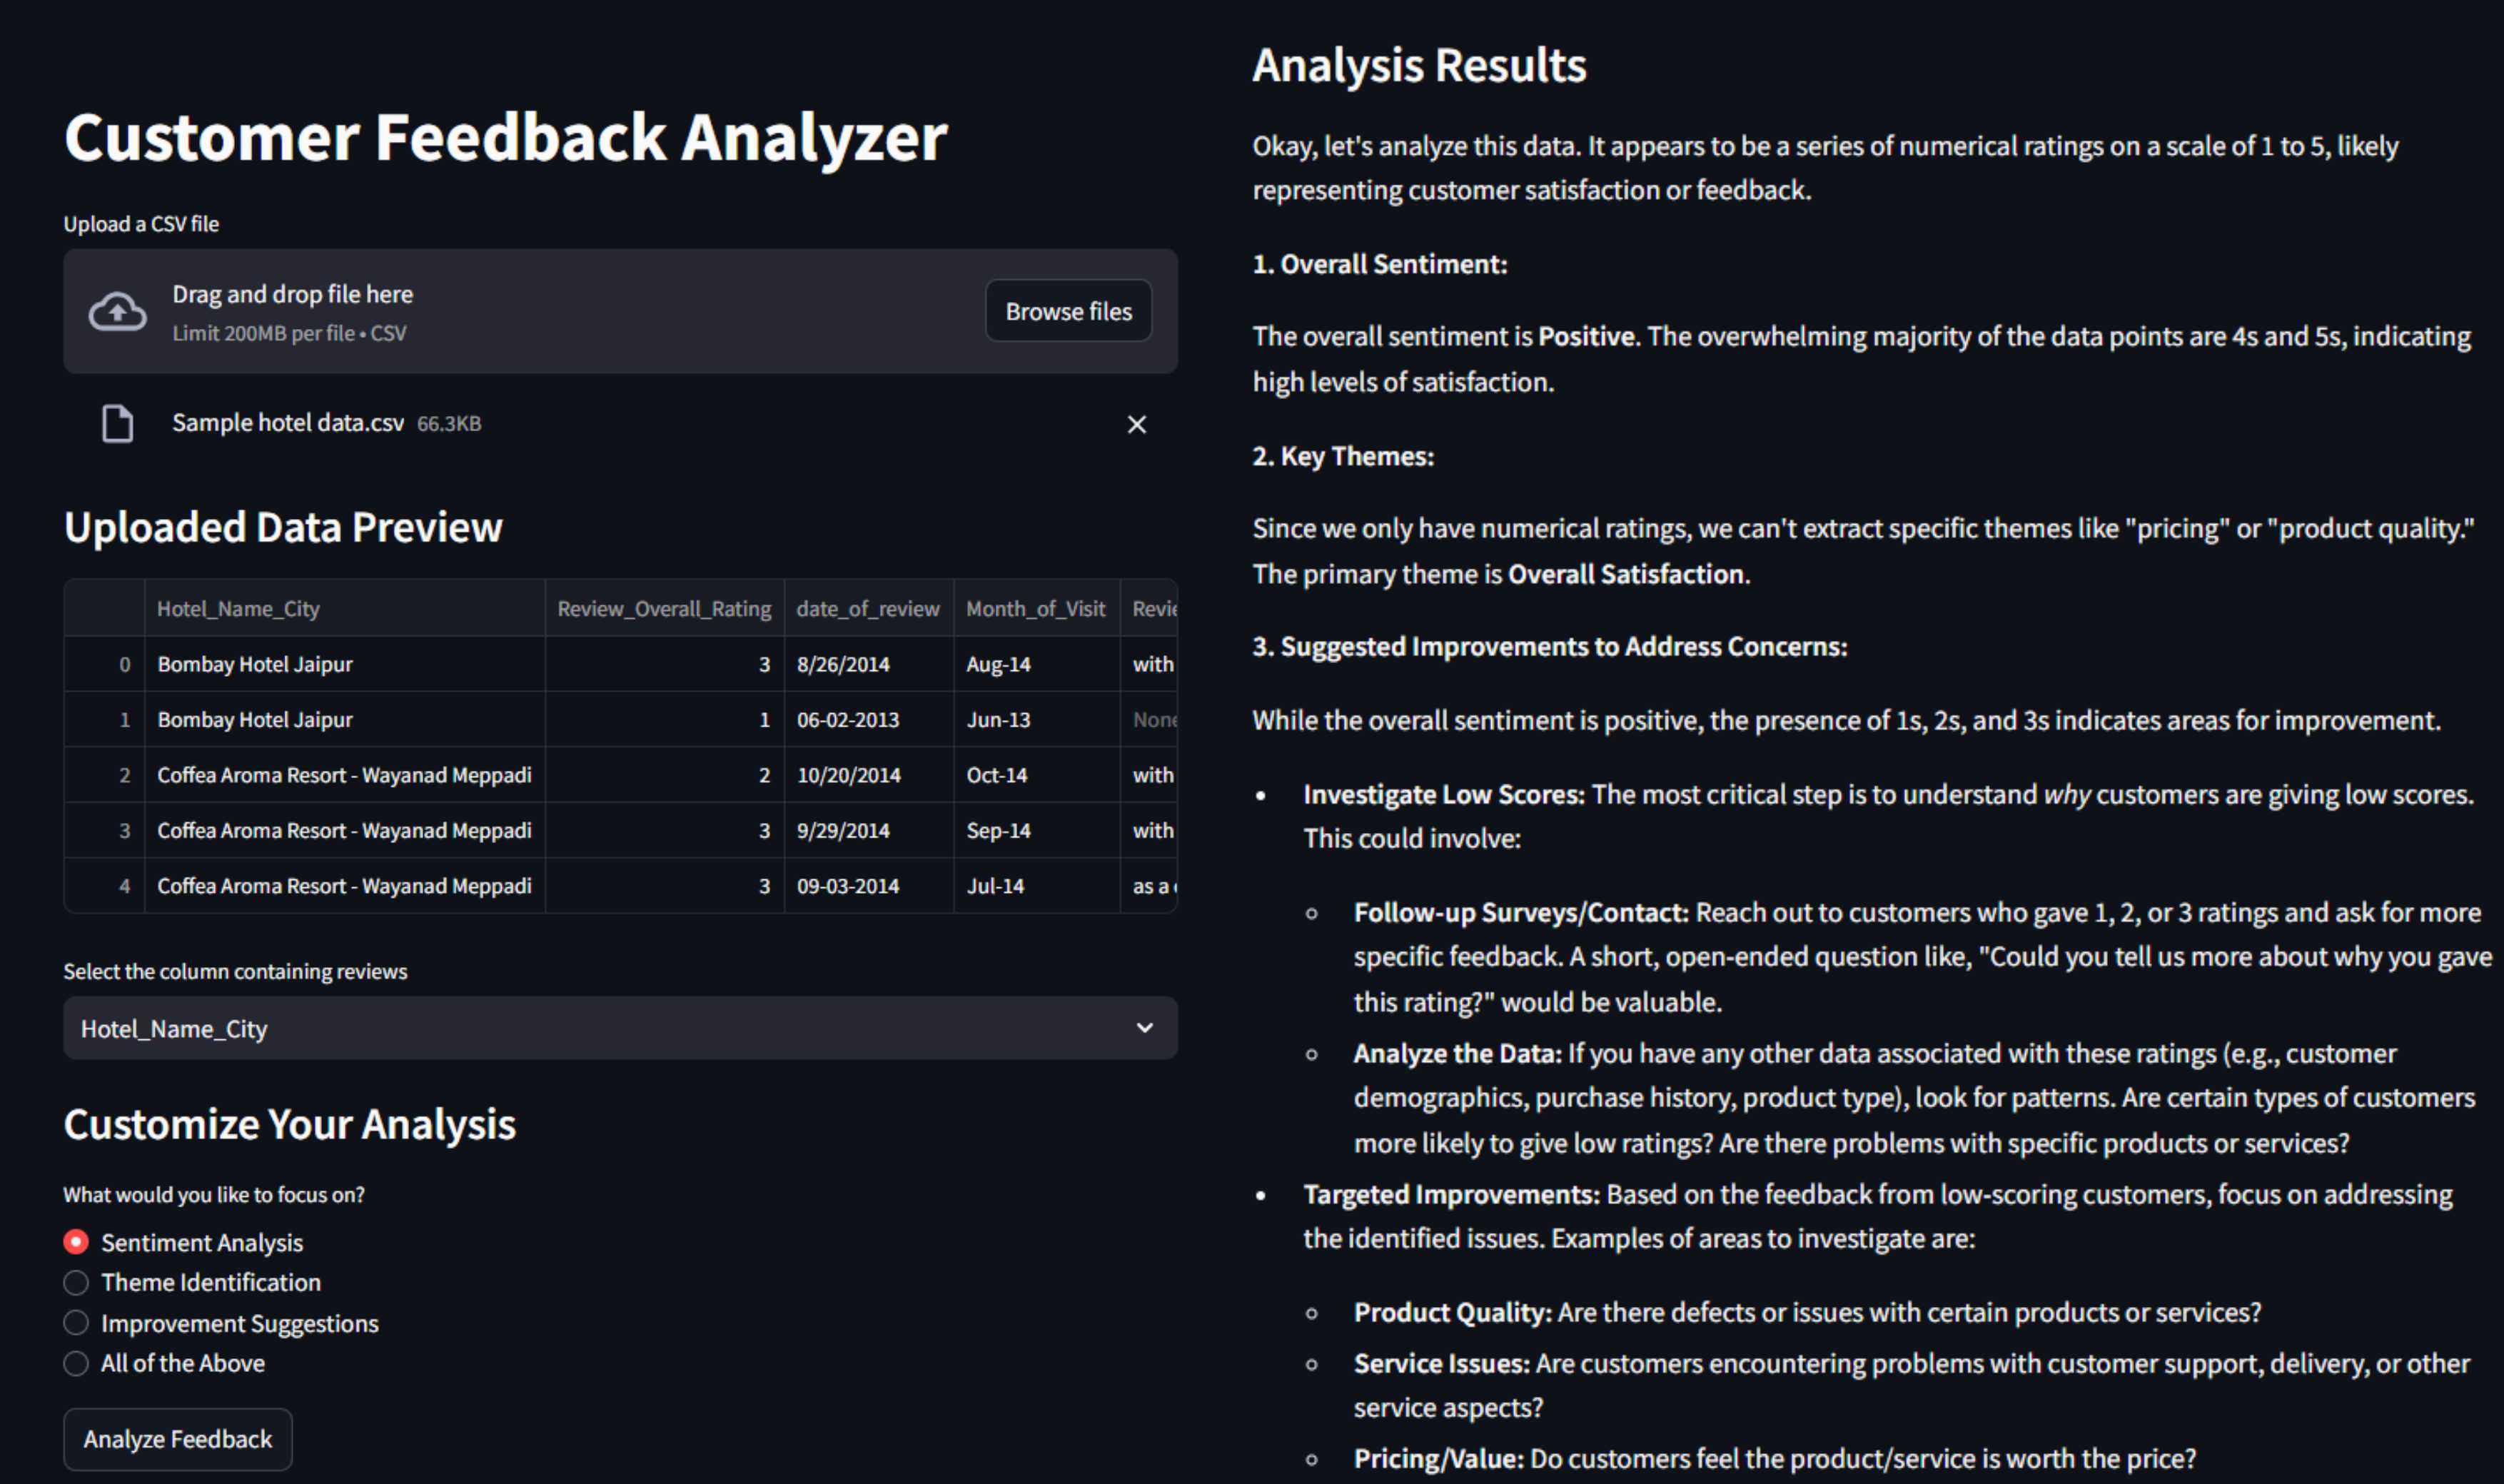 Customer Feedback Analyzer
Upload a CSV file
Drag and drop file here
Limit 200MB per file • CSV
Browse files
Sample hotel data.csv 66.3KB
Uploaded Data Preview
Hotel_Name_City Review_Overall_Rating date_of_review Month_of_Visit Revie
0 Bombay Hotel Jaipur 3 8/26/2014 Aug-14 with
1 Bombay Hotel Jaipur 1 06-02-2013 Jun-13 None
2 Coffea Aroma Resort - Wayanad Meppadi 2 10/20/2014 Oct-14 with
3 Coffea Aroma Resort - Wayanad Meppadi 3 9/29/2014 Sep-14 with
4 Coffea Aroma Resort - Wayanad Meppadi 3 09-03-2014 Jul-14 as a
Select the column containing reviews
Hotel_Name_City
Customize Your Analysis
What would you like to focus on?
Sentiment Analysis
Theme Identification
Improvement Suggestions
All of the Above
Analyze Feedback
Analysis Results
Okay, let's analyze this data. It appears to be a series of numerical ratings on a scale of 1 to 5, likely
representing customer satisfaction or feedback.
1. Overall Sentiment:
The overall sentiment is Positive. The overwhelming majority of the data points are 4s and 5s, indicating
high levels of satisfaction.
2. Key Themes:
Since we only have numerical ratings, we can't extract specific themes like "pricing" or "product quality."
The primary theme is Overall Satisfaction.
3. Suggested Improvements to Address Concerns:
While the overall sentiment is positive, the presence of 1s, 2s, and 3s indicates areas for improvement.
• Investigate Low Scores: The most critical step is to understand why customers are giving low scores.
This could involve:
○ Follow-up Surveys/Contact: Reach out to customers who gave 1, 2, or 3 ratings and ask for more
specific feedback. A short, open-ended question like, "Could you tell us more about why you gave
this rating?" would be valuable.
○ Analyze the Data: If you have any other data associated with these ratings (e.g., customer
demographics, purchase history, product type), look for patterns. Are certain types of customers
more likely to give low ratings? Are there problems with specific products or services?
• Targeted Improvements: Based on the feedback from low-scoring customers, focus on addressing
the identified issues. Examples of areas to investigate are:
○ Product Quality: Are there defects or issues with certain products or services?
○ Service Issues: Are customers encountering problems with customer support, delivery, or other
service aspects?
○ Pricing/Value: Do customers feel the product/service is worth the price?